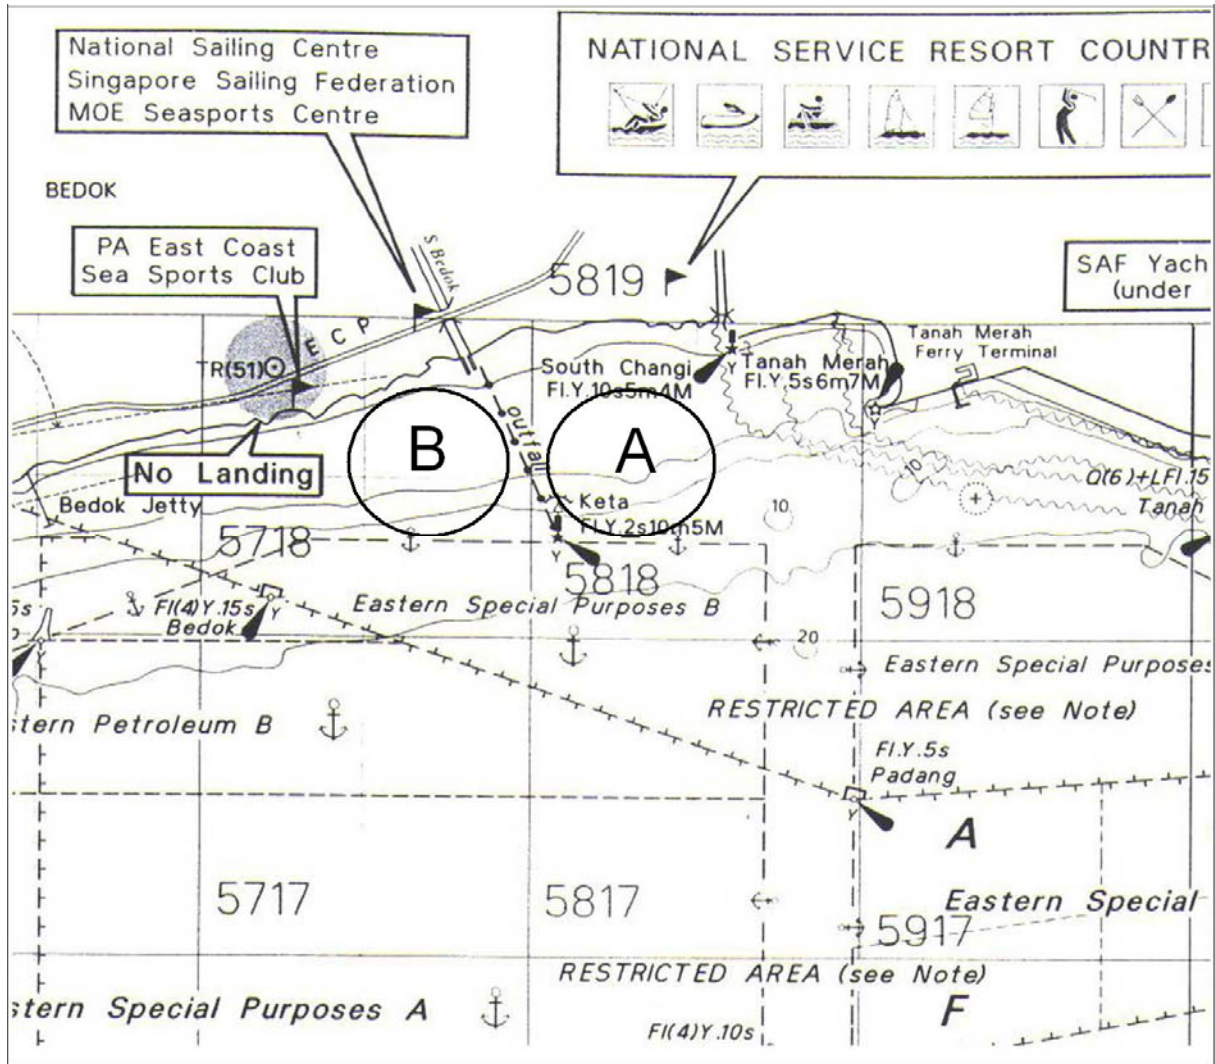 National Sailing Centre
Singapore Sailing Federation
MOE Seasports Centre
NATIONAL SERVICE RESORT COUNTR
BEDOK
S Bedok
PA East Coast
Sea Sports Club
5819
SAF Yach
(under
ECP
TR(51)
South Changi
Fl.Y.10s5m4M
Y
Tanah Merah
Fl.Y.5s6m7M
Y
Tanah Merah
Ferry Terminal
B
outfall
A
No Landing
Bedok Jetty
Keta
Fl.Y.2s10m5M
Y
10
10
Q(6)+LFl.15
Tanah
5718
5818
5918
Fl(4)Y.15s
Bedok
Y
Y
Eastern Special Purposes B
20
Eastern Special Purposes
RESTRICTED AREA (see Note)
stern Petroleum B
Fl.Y.5s
Padang
Y
A
5717
5817
5917
Eastern Special
RESTRICTED AREA (see Note)
F
stern Special Purposes A
Fl(4)Y.10s